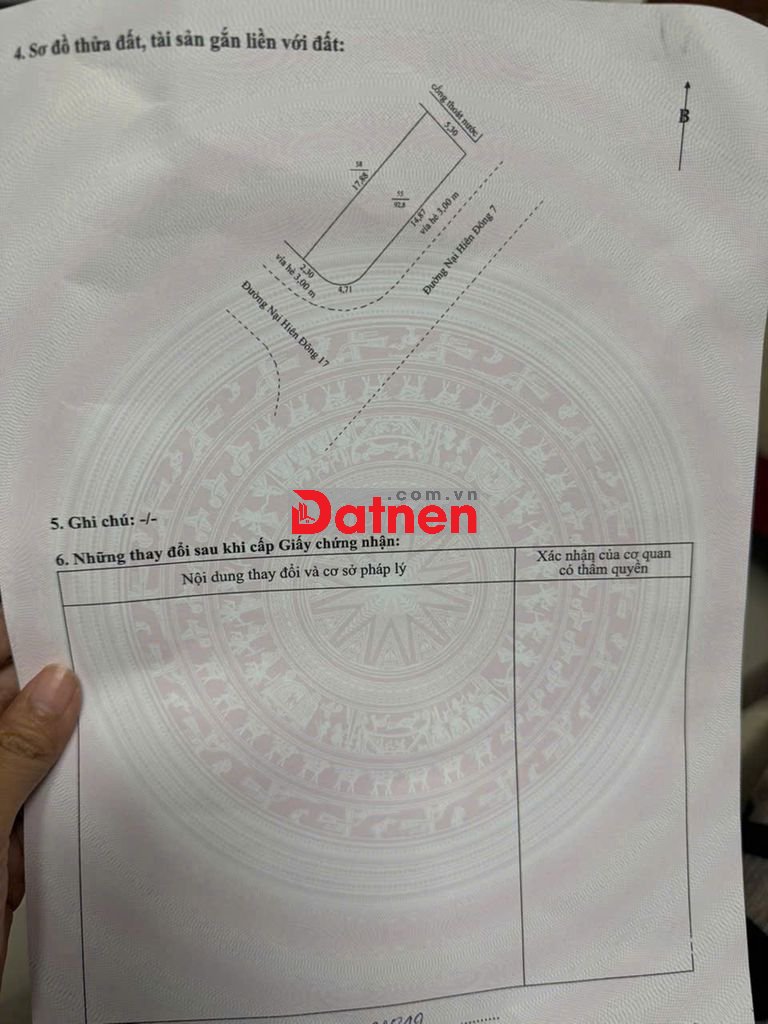 4. Sơ đồ thửa đất, tài sản gắn liền với đất:
cống thoát nước
5,30
B
58
17,88
55
92,8
14,87
vỉa hè 3,00 m
Đường Nại Hiên Đông 7
2,30
vỉa hè 3,00 m
4,71
Đường Nại Hiên Đông 17
.com.vn
Datnen
5. Ghi chú: -/-
6. Những thay đổi sau khi cấp Giấy chứng nhận:
Nội dung thay đổi và cơ sở pháp lý
Xác nhận của cơ quan
có thẩm quyền